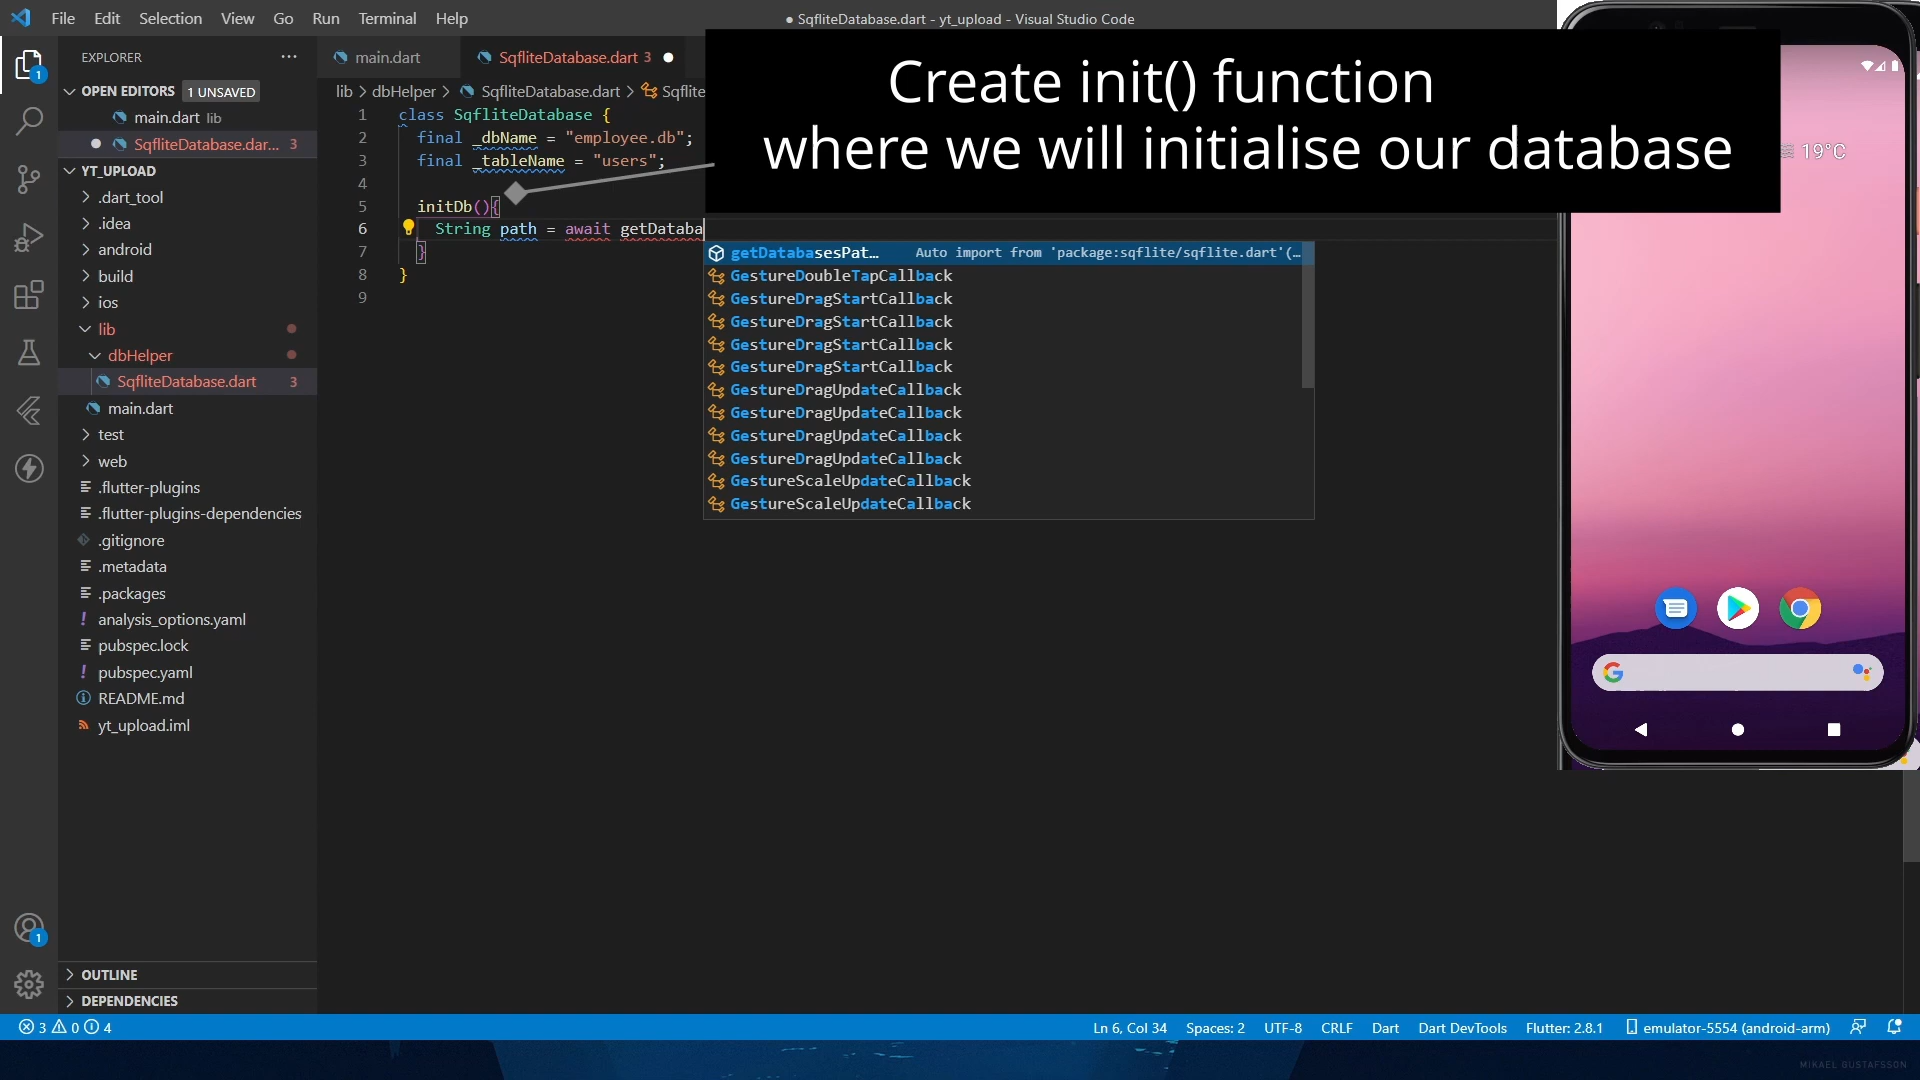 File Edit Selection View Go Run Terminal Help
● SqfliteDatabase.dart - yt_upload - Visual Studio Code
EXPLORER ···
main.dart
SqfliteDatabase.dart 3
Create init() function
where we will initialise our database
OPEN EDITORS 1 UNSAVED
main.dart lib
SqfliteDatabase.dar... 3
YT_UPLOAD
.dart_tool
.idea
android
build
ios
lib
dbHelper
SqfliteDatabase.dart 3
main.dart
test
web
.flutter-plugins
.flutter-plugins-dependencies
.gitignore
.metadata
.packages
analysis_options.yaml
pubspec.lock
pubspec.yaml
README.md
yt_upload.iml
OUTLINE
DEPENDENCIES
lib > dbHelper > SqfliteDatabase.dart > Sqflite
1 class SqfliteDatabase {
2 final _dbName = "employee.db";
3 final _tableName = "users";
4
5 initDb(){
6 String path = await getDataba
7 }
8 }
9
getDatabasesPat… Auto import from 'package:sqflite/sqflite.dart'(…
GestureDoubleTapCallback
GestureDragStartCallback
GestureDragStartCallback
GestureDragStartCallback
GestureDragStartCallback
GestureDragUpdateCallback
GestureDragUpdateCallback
GestureDragUpdateCallback
GestureDragUpdateCallback
GestureScaleUpdateCallback
GestureScaleUpdateCallback
19°C
1
1
3 0 4
Ln 6, Col 34 Spaces: 2 UTF-8 CRLF Dart Dart DevTools Flutter: 2.8.1 emulator-5554 (android-arm)
MIKAEL GUSTAFSSON